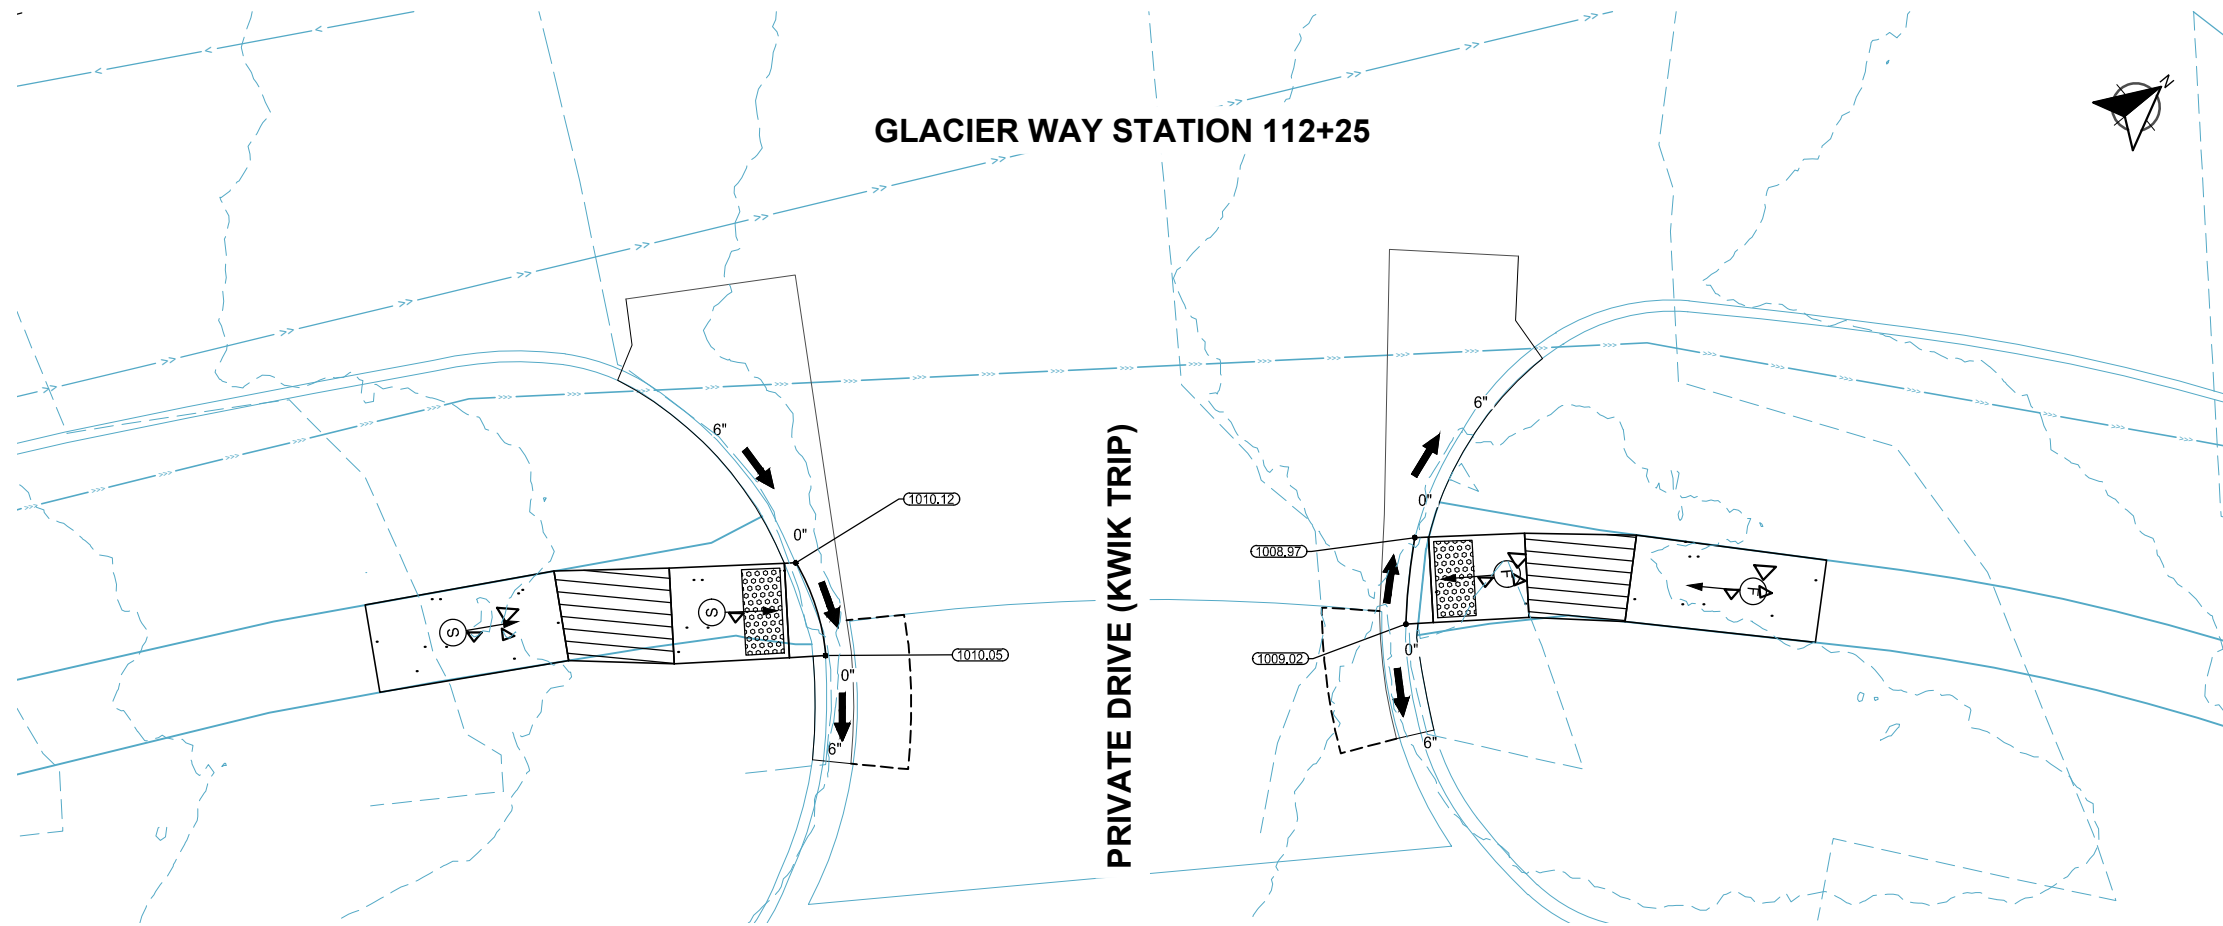 N
GLACIER WAY STATION 112+25
6"
6"
1010.12
0"
0"
1008.97
PRIVATE DRIVE (KWIK TRIP)
S
S
F
F
1010.05
1009.02
0"
0"
6"
6"